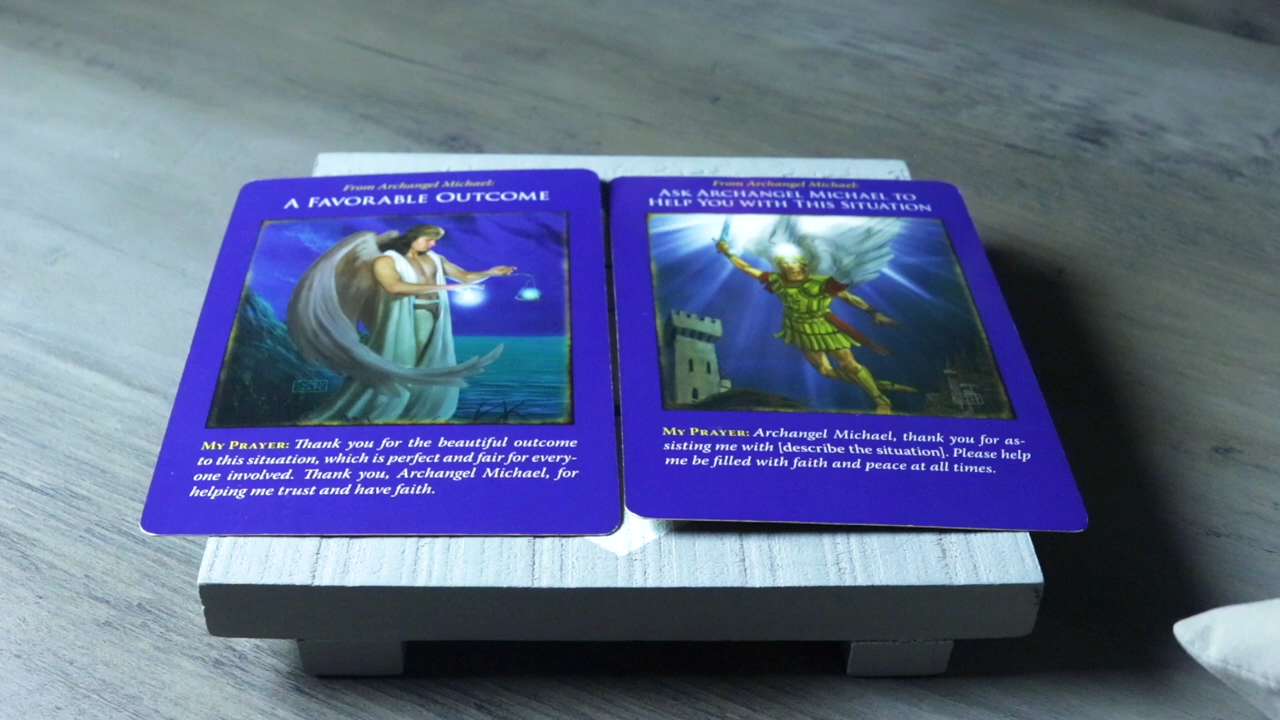 From Archangel Michael:
A Favorable Outcome
My Prayer: Thank you for the beautiful outcome
to this situation, which is perfect and fair for every-
one involved. Thank you, Archangel Michael, for
helping me trust and have faith.
From Archangel Michael:
Ask Archangel Michael to
Help You with This Situation
My Prayer: Archangel Michael, thank you for as-
sisting me with [describe the situation]. Please help
me be filled with faith and peace at all times.